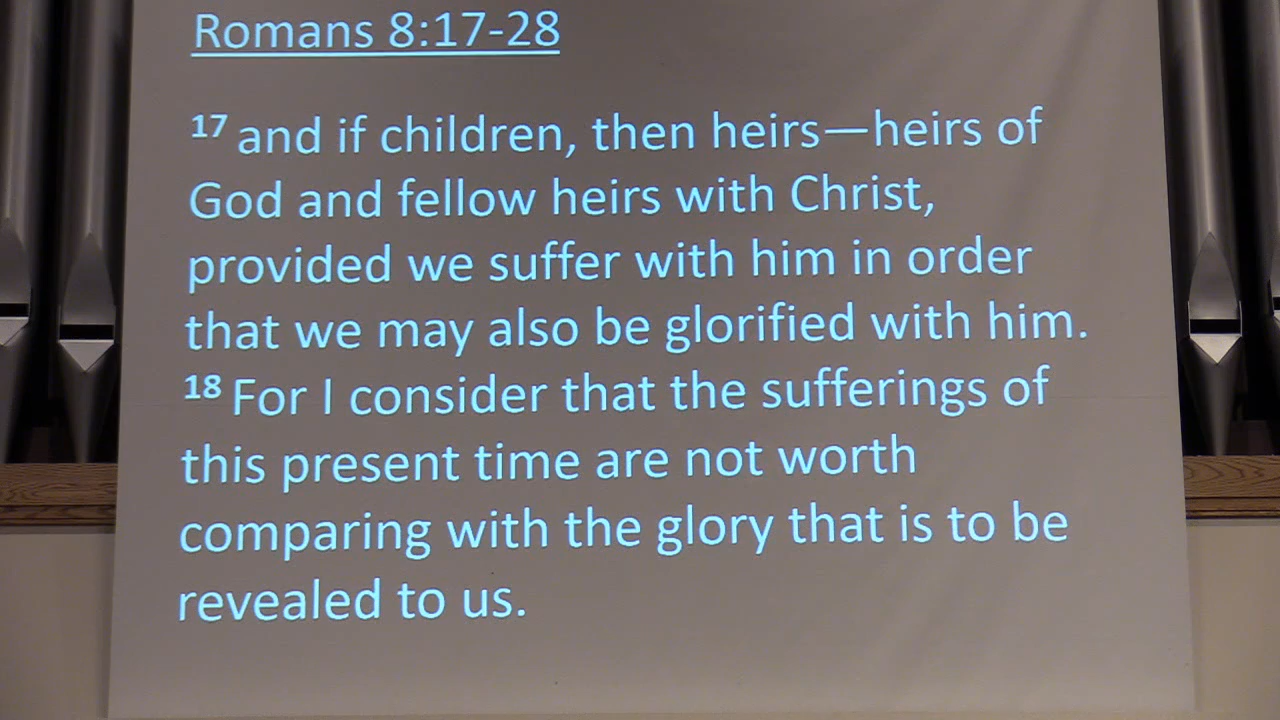 Romans 8:17-28
17 and if children, then heirs—heirs of
God and fellow heirs with Christ,
provided we suffer with him in order
that we may also be glorified with him.
18 For I consider that the sufferings of
this present time are not worth
comparing with the glory that is to be
revealed to us.